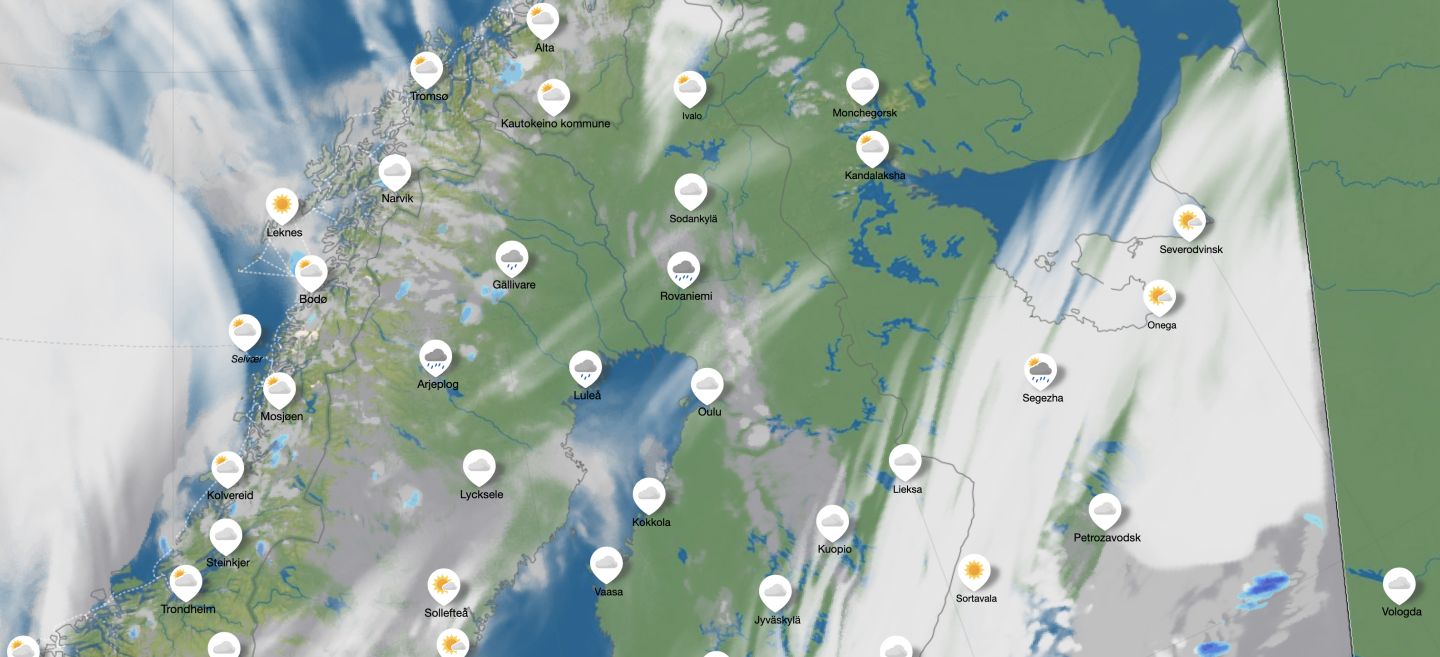 Alta
Tromsø
Kautokeino kommune
Ivalo
Monchegorsk
Kandalaksha
Narvik
Sodankylä
Leknes
Severodvinsk
Gällivare
Rovaniemi
Bodø
Onega
Selvær
Arjeplog
Luleå
Segezha
Oulu
Mosjøen
Lycksele
Lieksa
Kolvereid
Kokkola
Petrozavodsk
Kuopio
Steinkjer
Vaasa
Sortavala
Trondheim
Sollefteå
Jyväskylä
Vologda